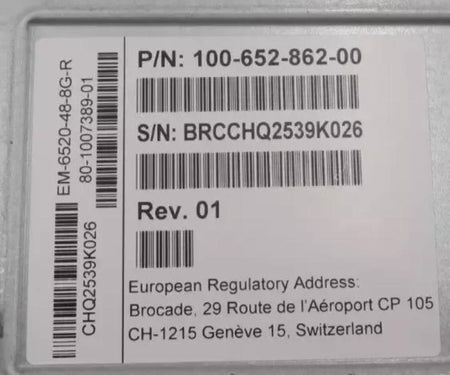 P/N: 100-652-862-00
S/N: BRCCHQ2539K026
Rev. 01
European Regulatory Address:
Brocade, 29 Route de l'Aéroport CP 105
CH-1215 Genève 15, Switzerland
EM-6520-48-8G-R
80-1007389-01
CHQ2539K026